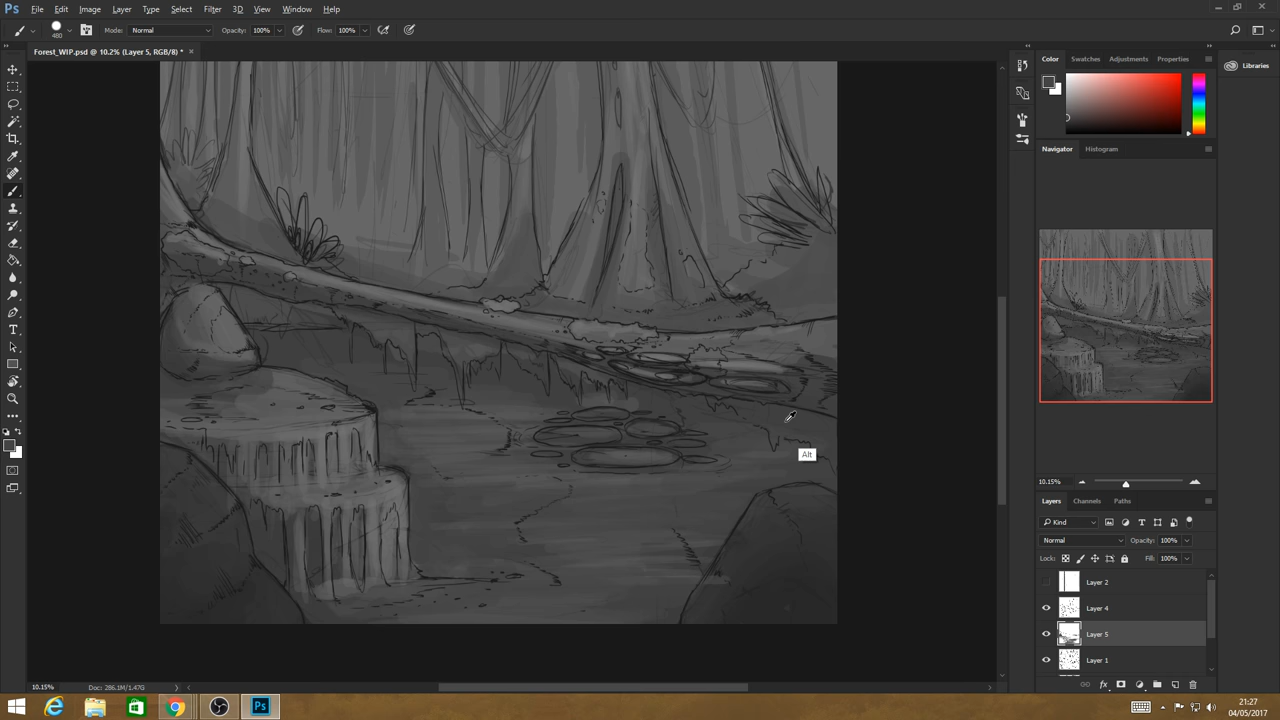 Ps File Edit Image Layer Type Select Filter 3D View Window Help
480 Mode: Normal Opacity: 100% Flow: 100%
Forest_WIP.psd @ 10.2% (Layer 5, RGB/8) * ×
Color Swatches Adjustments Properties
Libraries
Navigator Histogram
Alt
10.15%
Layers Channels Paths
Kind
Normal Opacity: 100%
Lock: Fill: 100%
Layer 2
Layer 4
Layer 5
Layer 1
fx
10.15% Doc: 286.1M/1.47G
Ps
21:27
04/05/2017